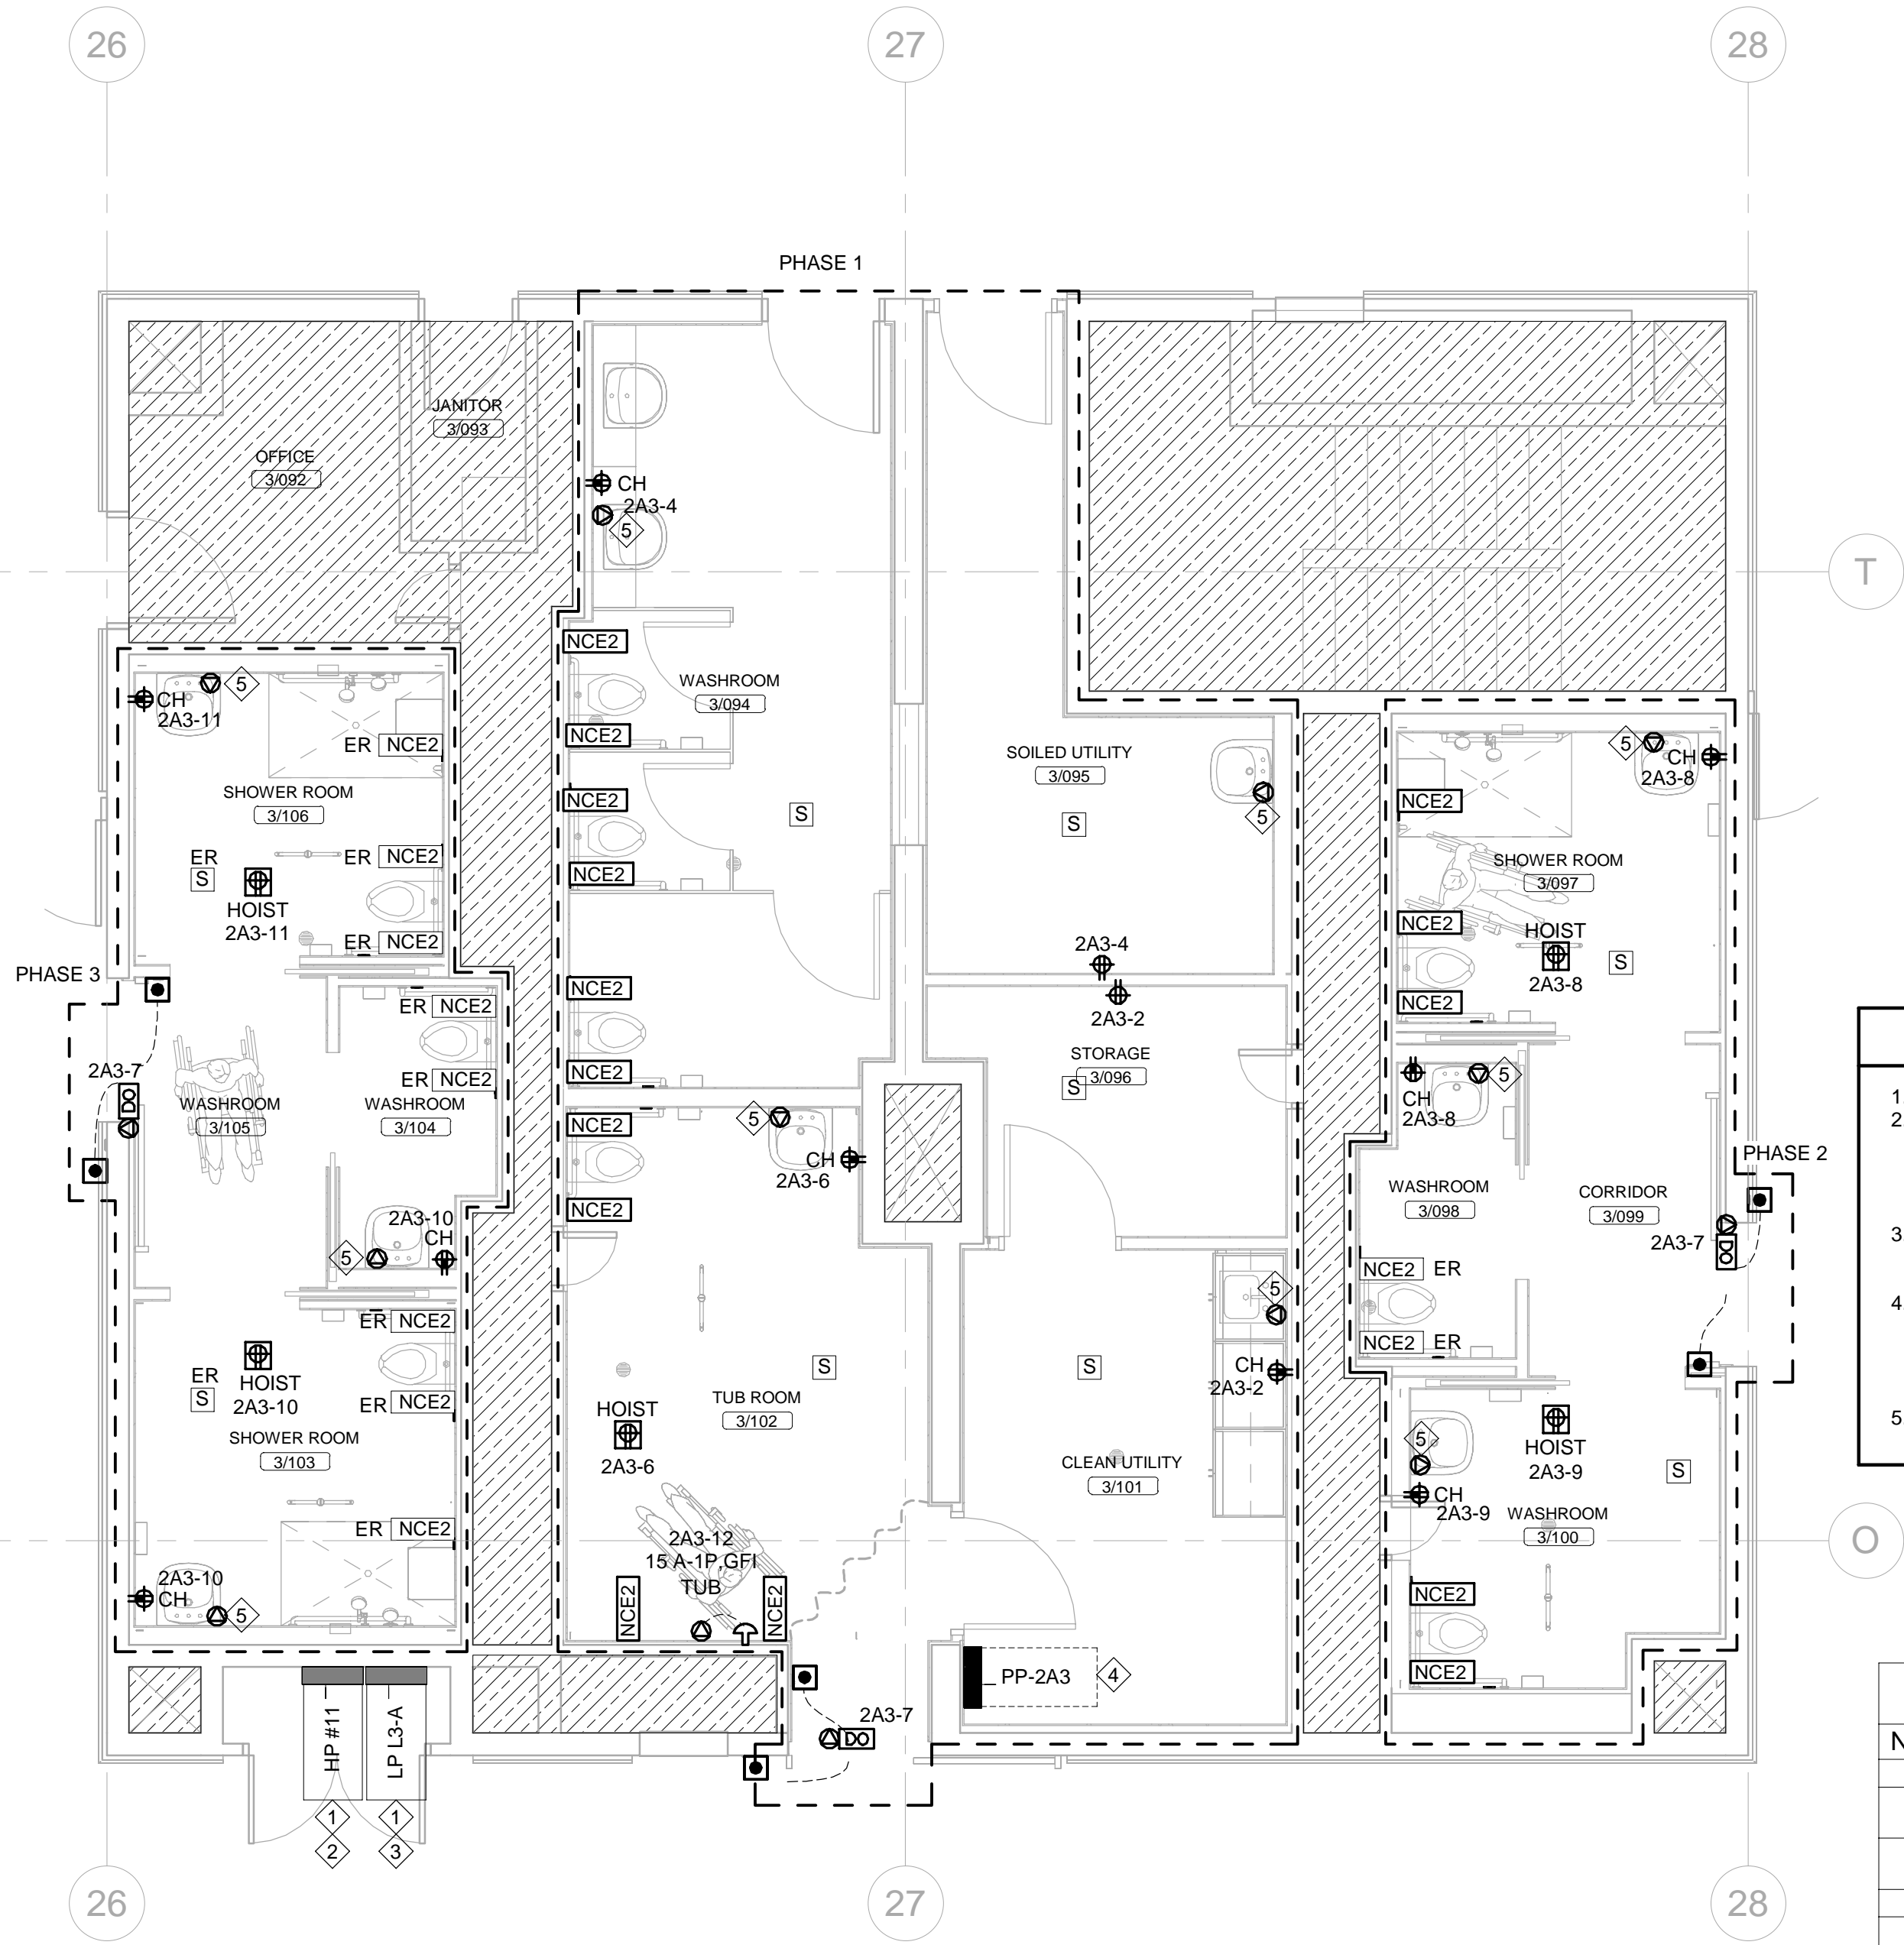 26
27
28
PHASE 1
JANITOR
3/093
OFFICE
3/092
CH
2A3-4
5
T
NCE2
WASHROOM
3/094
NCE2
NCE2
NCE2
S
5
CH
2A3-11
ER NCE2
SHOWER ROOM
3/106
ER
S
ER NCE2
HOIST
2A3-11
ER NCE2
SOILED UTILITY
3/095
S
5
5
CH
2A3-8
NCE2
SHOWER ROOM
3/097
NCE2
HOIST
2A3-8
S
NCE2
PHASE 3
2A3-4
2A3-2
STORAGE
3/096
S
NCE2
NCE2
ER NCE2
ER NCE2
2A3-7
DO
WASHROOM
3/105
WASHROOM
3/104
2A3-10
CH
5
NCE2
5
CH
2A3-6
NCE2
5
CH
2A3-8
PHASE 2
WASHROOM
3/098
CORRIDOR
3/099
2A3-7
DO
NCE2 ER
NCE2 ER
1
2
3
4
5
ER NCE2
HOIST
2A3-10
ER
S
ER NCE2
SHOWER ROOM
3/103
ER NCE2
2A3-10
CH
5
S
TUB ROOM
3/102
HOIST
2A3-6
2A3-12
15 A-1P,GFI
TUB
NCE2
NCE2
S
5
CH
2A3-2
CLEAN UTILITY
3/101
5
HOIST
2A3-9
S
CH
2A3-9
WASHROOM
3/100
NCE2
NCE2
O
PP-2A3
4
2A3-7
DO
HP #11
LP L3-A
1
2
1
3
N
26
27
28